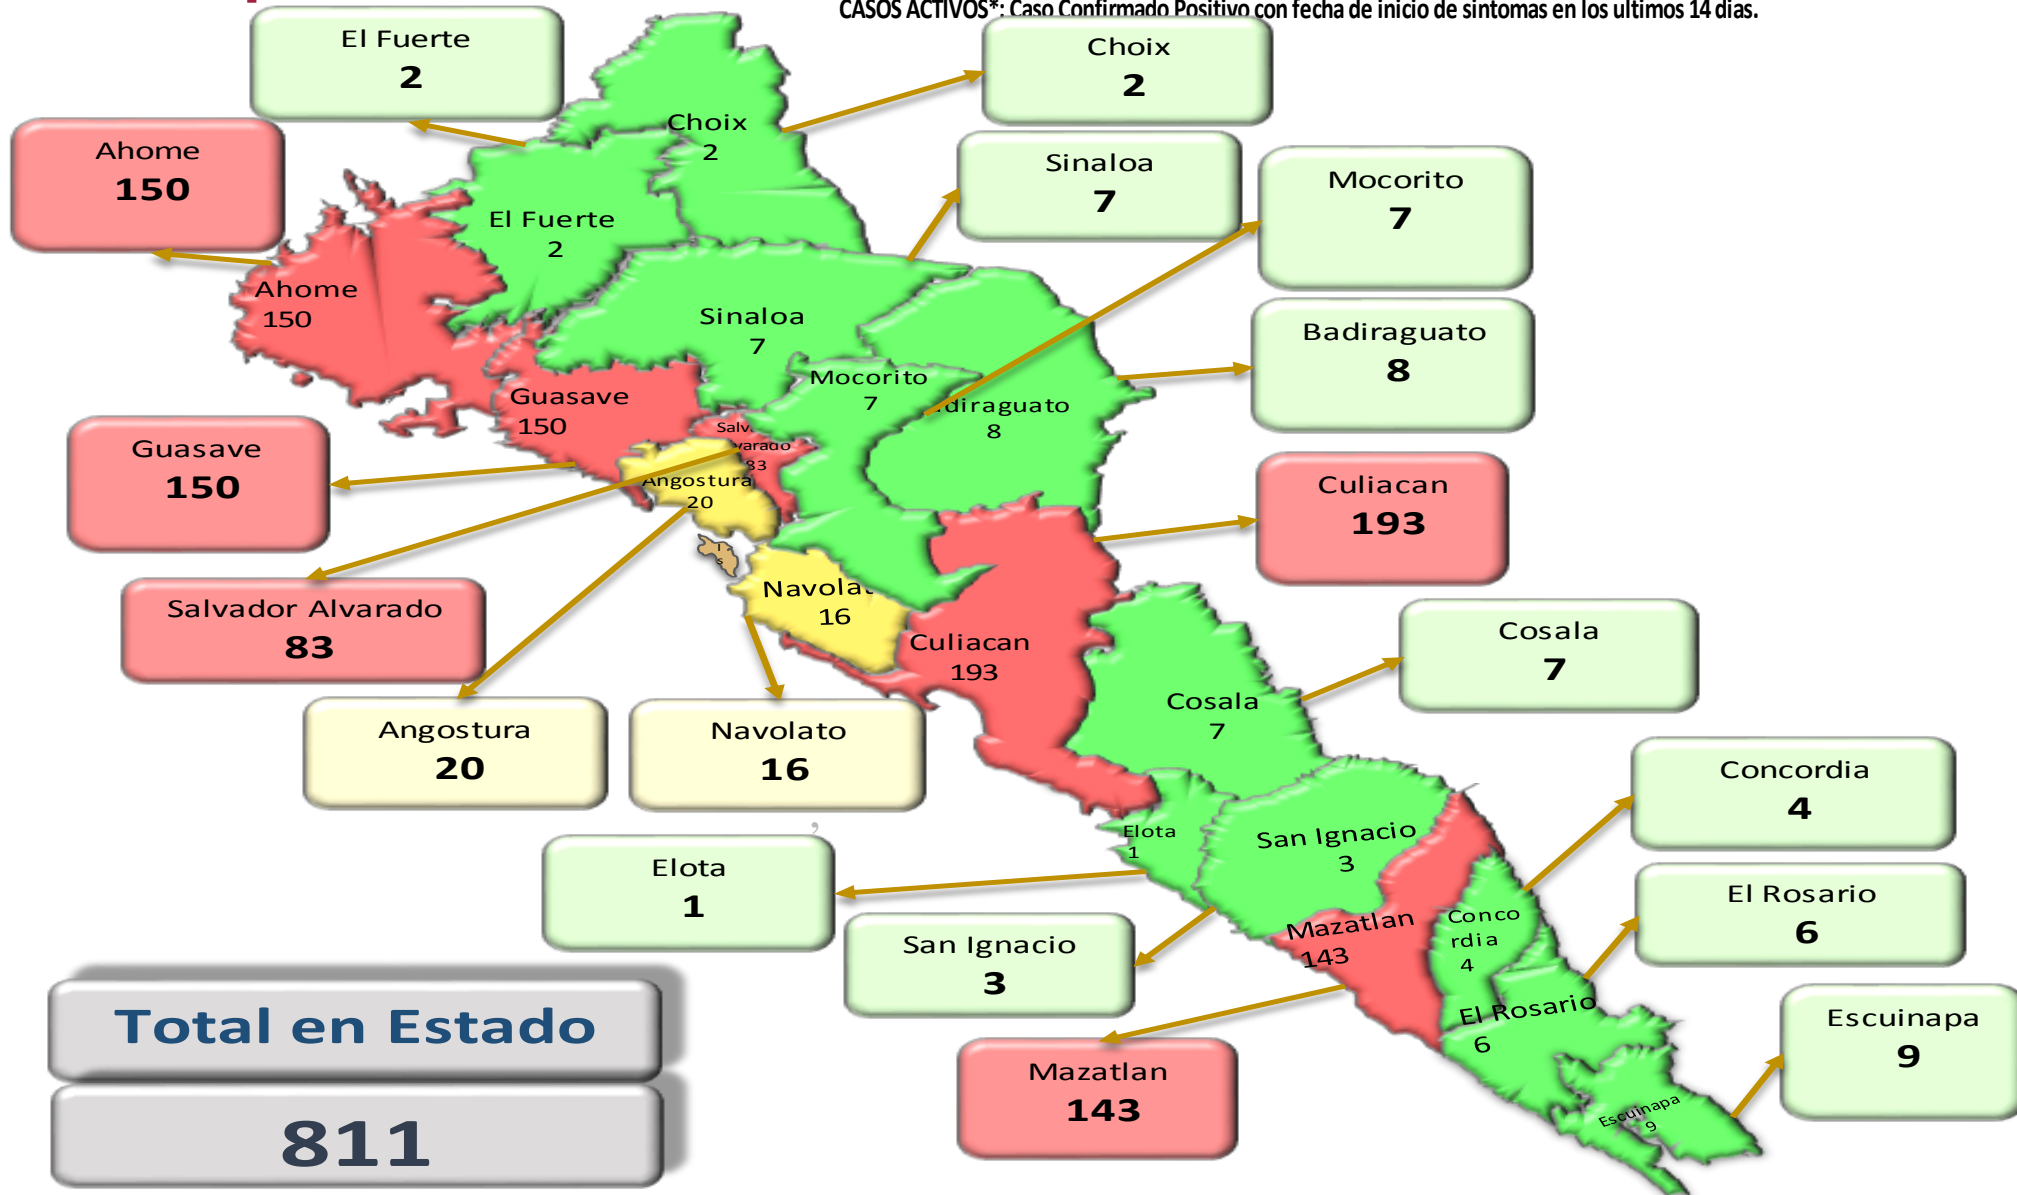 CASOS ACTIVOS*: Caso Confirmado Positivo con fecha de inicio de sintomas en los ultimos 14 dias.
El Fuerte
2
Choix
2
Ahome
150
Sinaloa
7
Mocorito
7
Badiraguato
8
Guasave
150
Culiacan
193
Salvador Alvarado
83
Cosala
7
Angostura
20
Navolato
16
Concordia
4
Elota
1
El Rosario
6
San Ignacio
3
Escuinapa
9
Mazatlan
143
Choix
2
El Fuerte
2
Ahome
150
Sinaloa
7
Mocorito
7
diraguato
8
Guasave
150
Salv
varado
83
Angostura
20
Navolat
16
Culiacan
193
Cosala
7
Elota
1
San Ignacio
3
Mazatlan
143
Conco
rdia
4
El Rosario
6
Escuinapa
9
,
Total en Estado
811